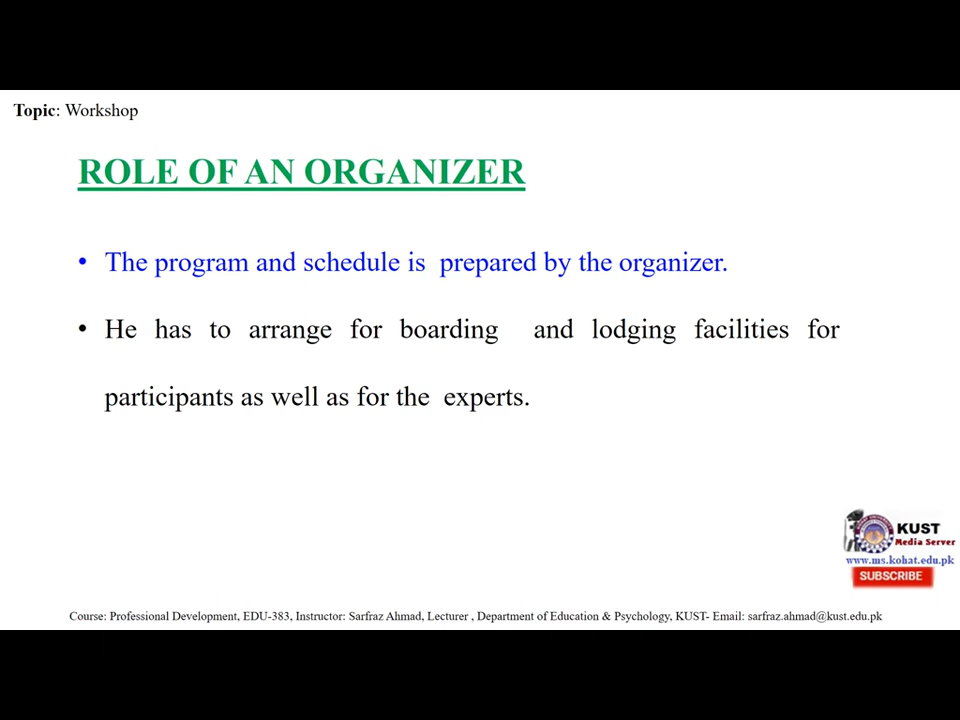 Topic: Workshop
ROLE OF AN ORGANIZER
• The program and schedule is prepared by the organizer.
• He has to arrange for boarding and lodging facilities for
participants as well as for the experts.
KUST
Media Server
www.ms.kohat.edu.pk
SUBSCRIBE
Course: Professional Development, EDU-383, Instructor: Sarfraz Ahmad, Lecturer , Department of Education & Psychology, KUST- Email: sarfraz.ahmad@kust.edu.pk